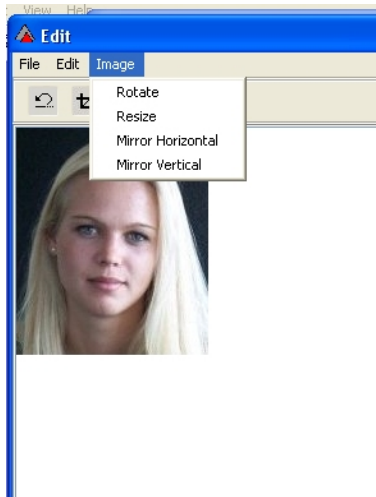 View Help
Edit
File Edit Image
Rotate
Resize
Mirror Horizontal
Mirror Vertical